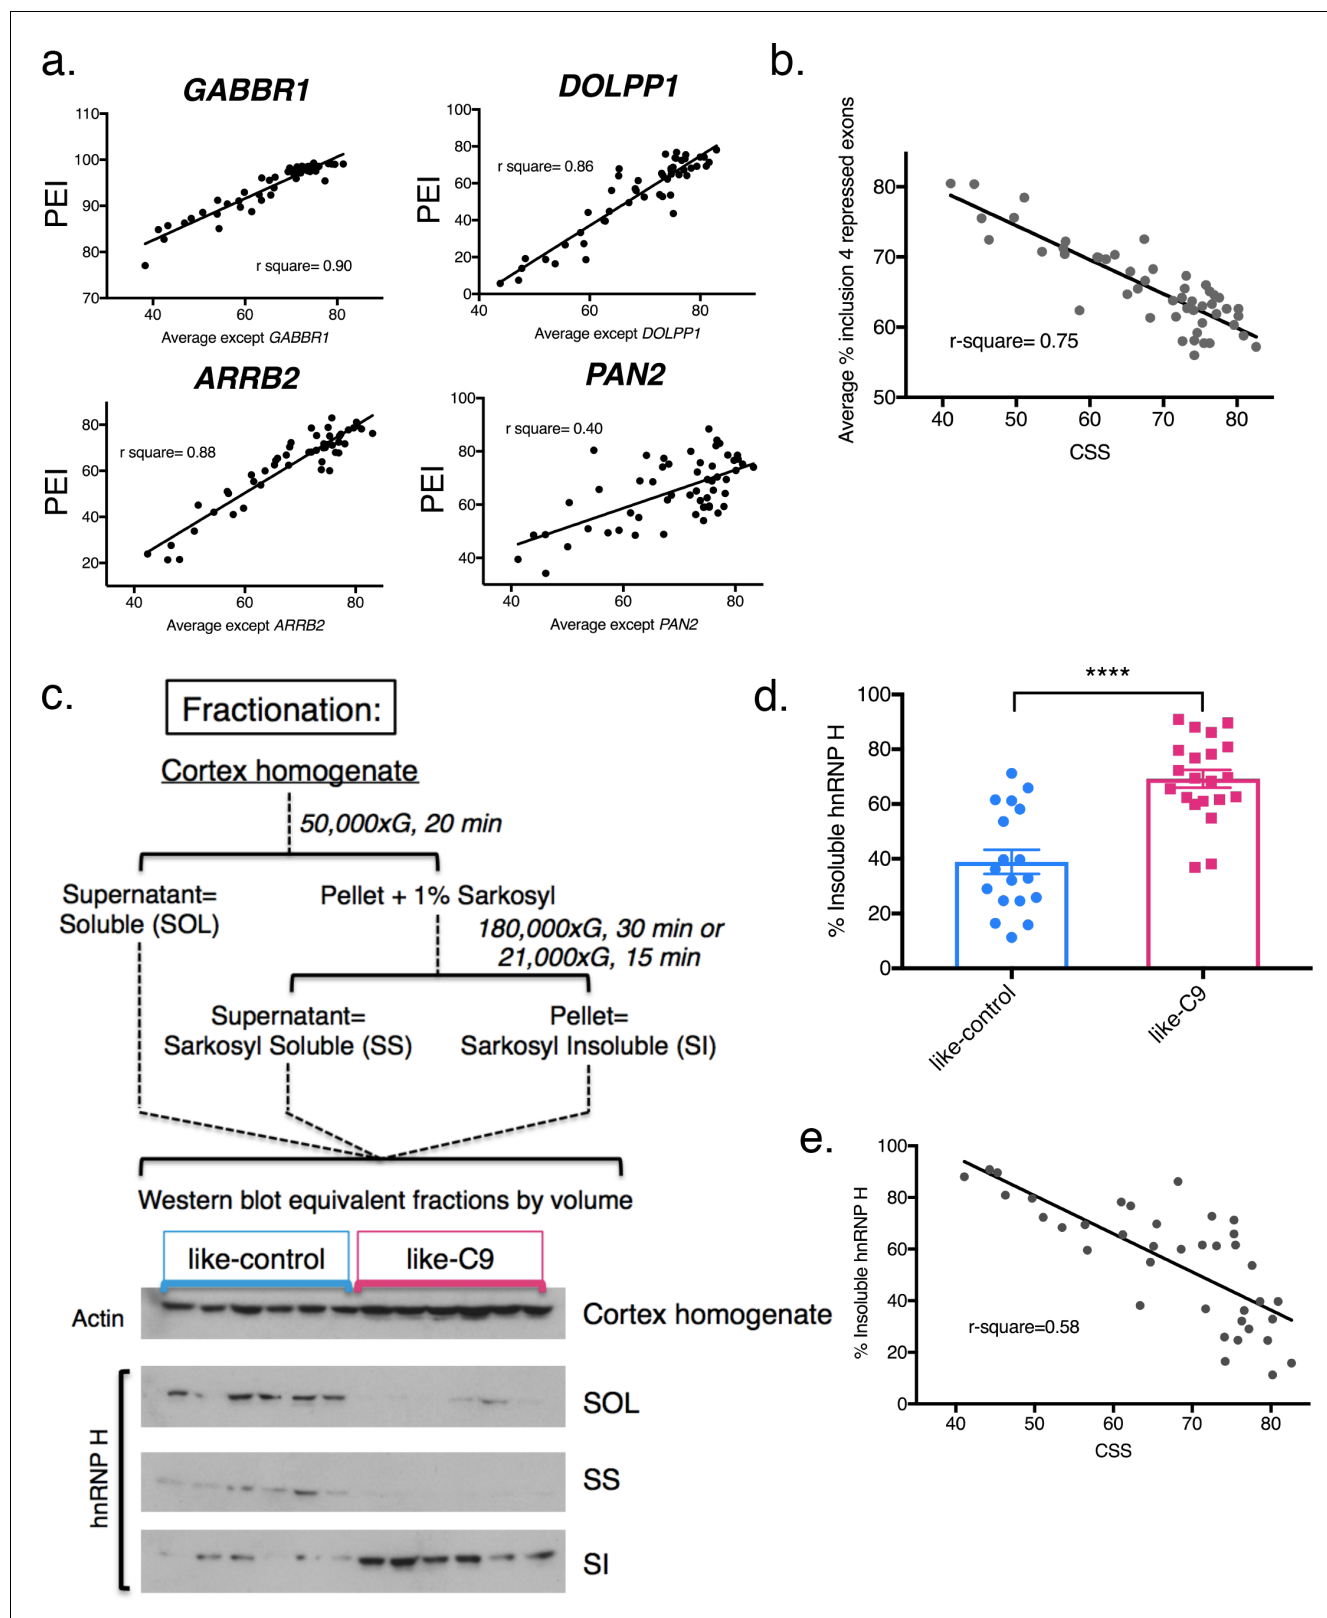 a.
GABBR1
110
100
90
80
70
PEI
r square= 0.90
40
60
80
Average except GABBR1
DOLPP1
100
80
60
40
20
0
PEI
r square= 0.86
40
60
80
Average except DOLPP1
ARRB2
80
60
40
20
PEI
r square= 0.88
40
60
80
Average except ARRB2
PAN2
100
80
60
40
PEI
r square= 0.40
40
60
80
Average except PAN2
b.
Average % inclusion 4 repressed exons
80
70
60
50
r-square= 0.75
40
50
60
70
80
CSS
c.
Fractionation:
Cortex homogenate
50,000xG, 20 min
Supernatant=
Soluble (SOL)
Pellet + 1% Sarkosyl
180,000xG, 30 min or
21,000xG, 15 min
Supernatant=
Sarkosyl Soluble (SS)
Pellet=
Sarkosyl Insoluble (SI)
Western blot equivalent fractions by volume
like-control
like-C9
Actin
Cortex homogenate
hnRNP H
SOL
SS
SI
d.
****
% Insoluble hnRNP H
100
80
60
40
20
0
like-control
like-C9
e.
% Insoluble hnRNP H
100
80
60
40
20
0
r-square=0.58
40
50
60
70
80
CSS